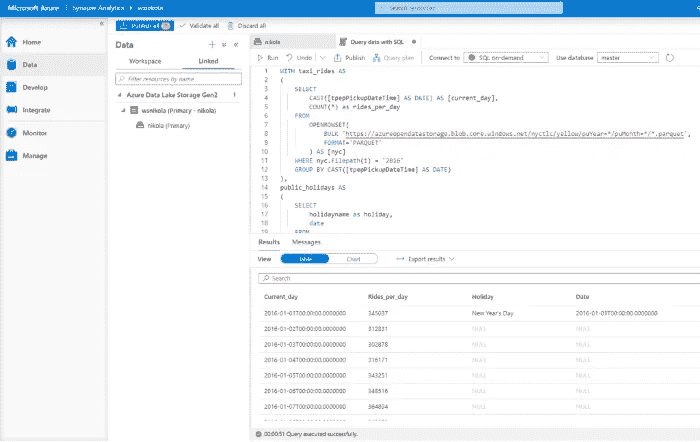 Microsoft Azure
Synapse Analytics
Search resources
Publish all
Validate all
Discard all
Home
Data
Develop
Integrate
Monitor
Manage
Data
Workspace
Linked
Filter resources by name
Azure Data Lake Storage Gen2 1
wsnikola (Primary - nikola)
nikola (Primary)
nikola
Query data with SQL
Run
Undo
Publish
Query plan
Connect to
SQL on-demand
Use database
master
1 WITH taxi_rides AS
2 (
3 SELECT
4 CAST([tpepPickupDateTime] AS DATE) AS [current_day],
5 COUNT(*) as rides_per_day
6 FROM
7 OPENROWSET(
8 BULK 'https://azureopendatastorage.blob.core.windows.net/nyctlc/yellow/puYear=*/puMonth=*/*.parquet',
9 FORMAT='PARQUET'
10 ) AS [nyc]
11 WHERE nyc.filepath(1) = '2016'
12 GROUP BY CAST([tpepPickupDateTime] AS DATE)
13 ),
14 public_holidays AS
15 (
16 SELECT
17 holidayname as holiday,
18 date
19 FROM
Results
Messages
View
Table
Chart
Export results
Search
Current_day Rides_per_day Holiday Date
2016-01-01T00:00:00.0000000 345037 New Year's Day 2016-01-01T00:00:00.0000000
2016-01-02T00:00:00.0000000 312831 NULL NULL
2016-01-03T00:00:00.0000000 302878 NULL NULL
2016-01-04T00:00:00.0000000 316171 NULL NULL
2016-01-05T00:00:00.0000000 343251 NULL NULL
2016-01-06T00:00:00.0000000 348516 NULL NULL
2016-01-07T00:00:00.0000000 364894 NULL NULL
00:00:51 Query executed successfully.